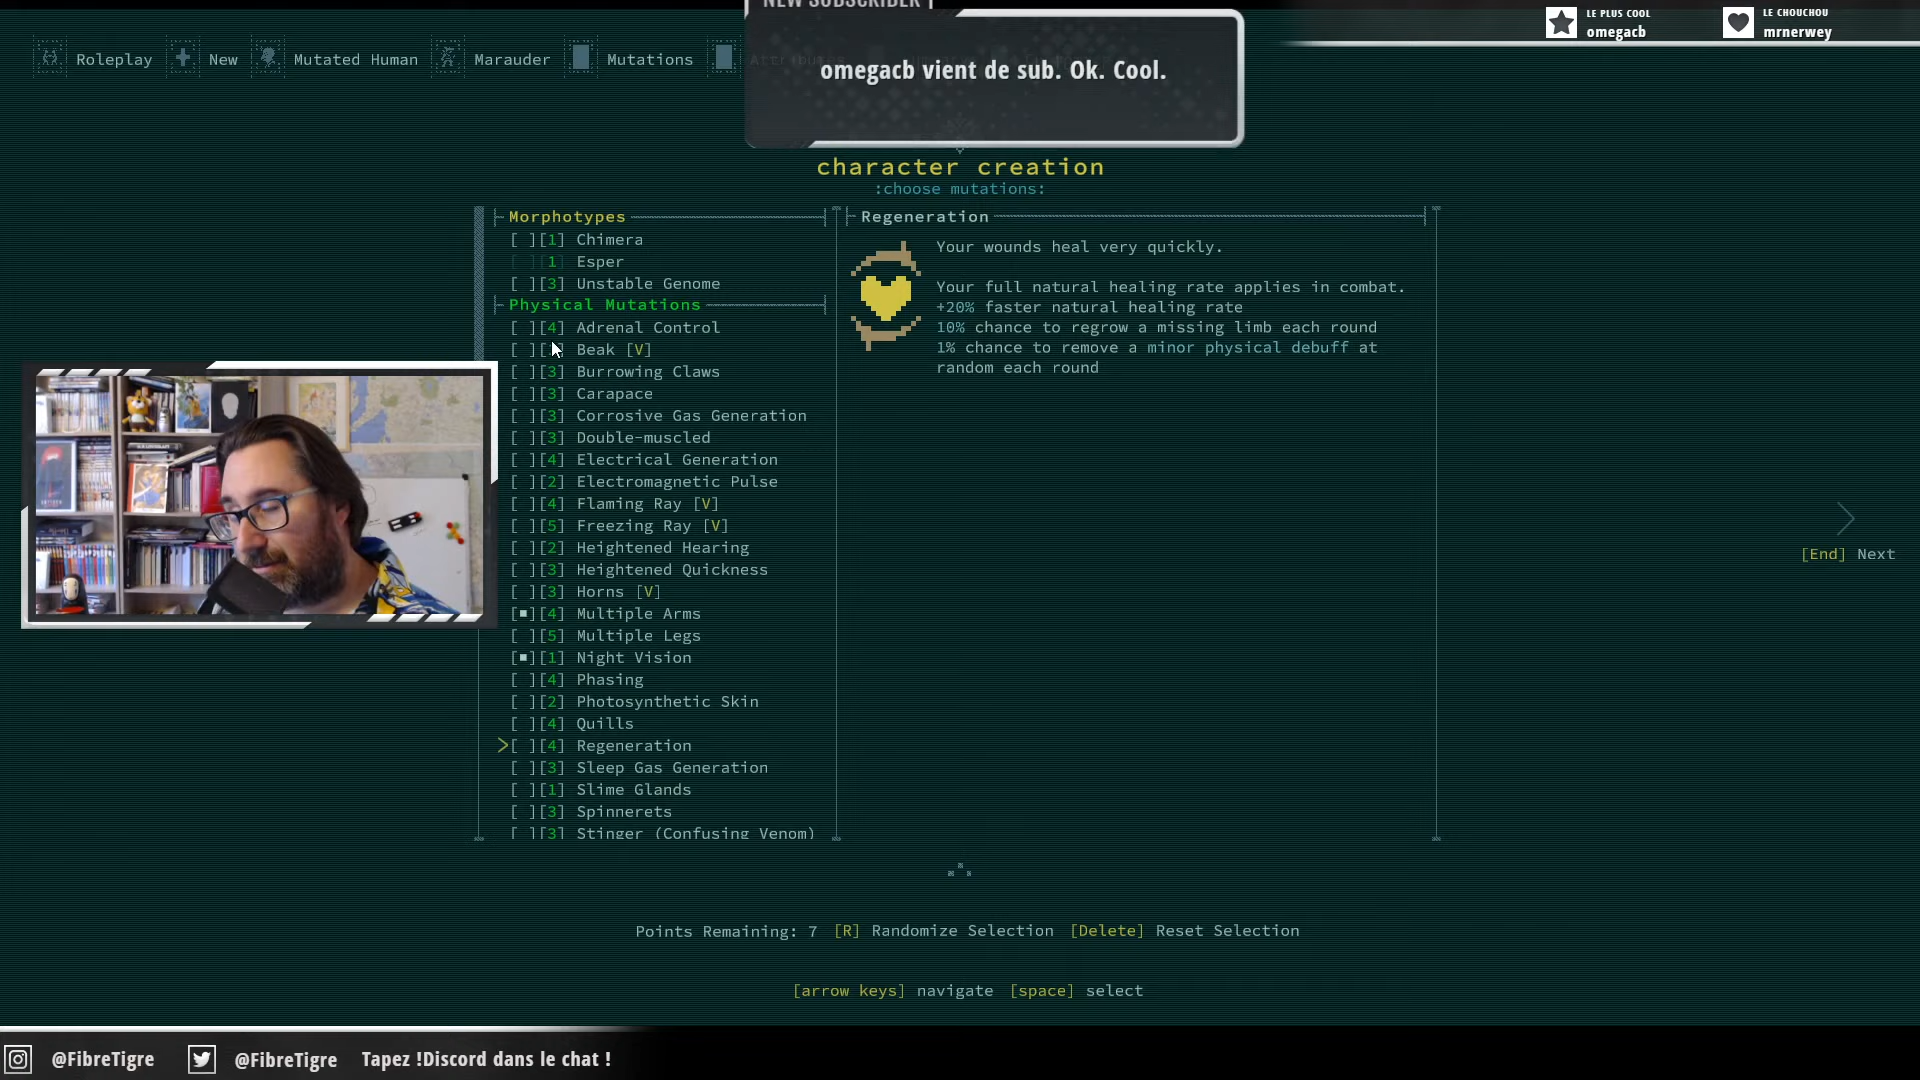 NEW SUBSCRIBER
omegacb vient de sub. Ok. Cool.
LE PLUS COOL
omegacb
LE CHOUCHOU
mrnerwey
Roleplay
New
Mutated Human
Marauder
Mutations
character creation
:choose mutations:
Morphotypes
[ ][1] Chimera
[ ][1] Esper
[ ][3] Unstable Genome
Physical Mutations
[ ][4] Adrenal Control
Beak [V]
[ ][3] Burrowing Claws
[ ][3] Carapace
[ ][3] Corrosive Gas Generation
[ ][3] Double-muscled
[ ][4] Electrical Generation
[ ][2] Electromagnetic Pulse
[ ][4] Flaming Ray [V]
[ ][5] Freezing Ray [V]
[ ][2] Heightened Hearing
[ ][3] Heightened Quickness
[ ][3] Horns [V]
[■][4] Multiple Arms
[ ][5] Multiple Legs
[■][1] Night Vision
[ ][4] Phasing
[ ][2] Photosynthetic Skin
[ ][4] Quills
>[ ][4] Regeneration
[ ][3] Sleep Gas Generation
[ ][1] Slime Glands
[ ][3] Spinnerets
[ ][3] Stinger (Confusing Venom)
Regeneration
Your wounds heal very quickly.
Your full natural healing rate applies in combat.
+20% faster natural healing rate
10% chance to regrow a missing limb each round
1% chance to remove a minor physical debuff at
random each round
[End] Next
Points Remaining: 7 [R] Randomize Selection [Delete] Reset Selection
[arrow keys] navigate [space] select
@FibreTigre
@FibreTigre
Tapez !Discord dans le chat !